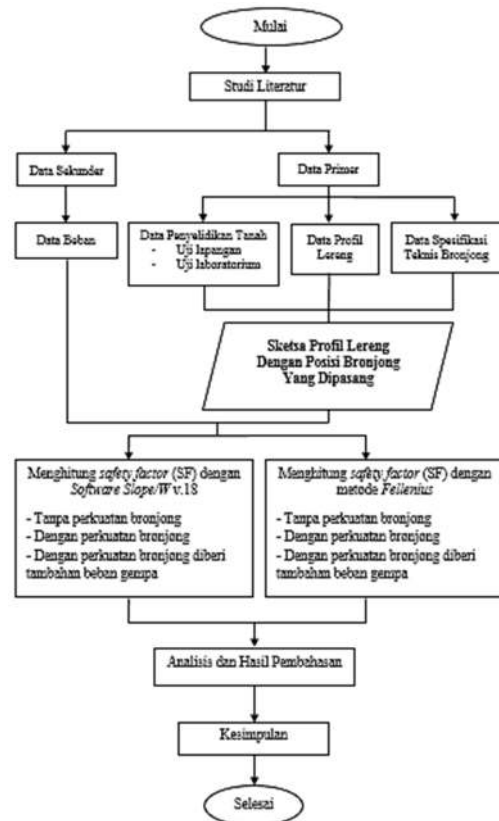 Mulai
Studi Literatur
Data Sekunder
Data Primer
Data Beban
Data Penyelidikan Tanah
- Uji lapangan
- Uji laboratorium
Data Profil
Lereng
Data Spesifikasi
Teknis Bronjong
Sketsa Profil Lereng
Dengan Posisi Bronjong
Yang Dipasang
Menghitung safety factor (SF) dengan
Software Slope/W v.18
- Tanpa perkuatan bronjong
- Dengan perkuatan bronjong
- Dengan perkuatan bronjong diberi
tambahan beban gempa
Menghitung safety factor (SF) dengan
metode Fellenius
- Tanpa perkuatan bronjong
- Dengan perkuatan bronjong
- Dengan perkuatan bronjong diberi
tambahan beban gempa
Analisis dan Hasil Pembahasan
Kesimpulan
Selesai